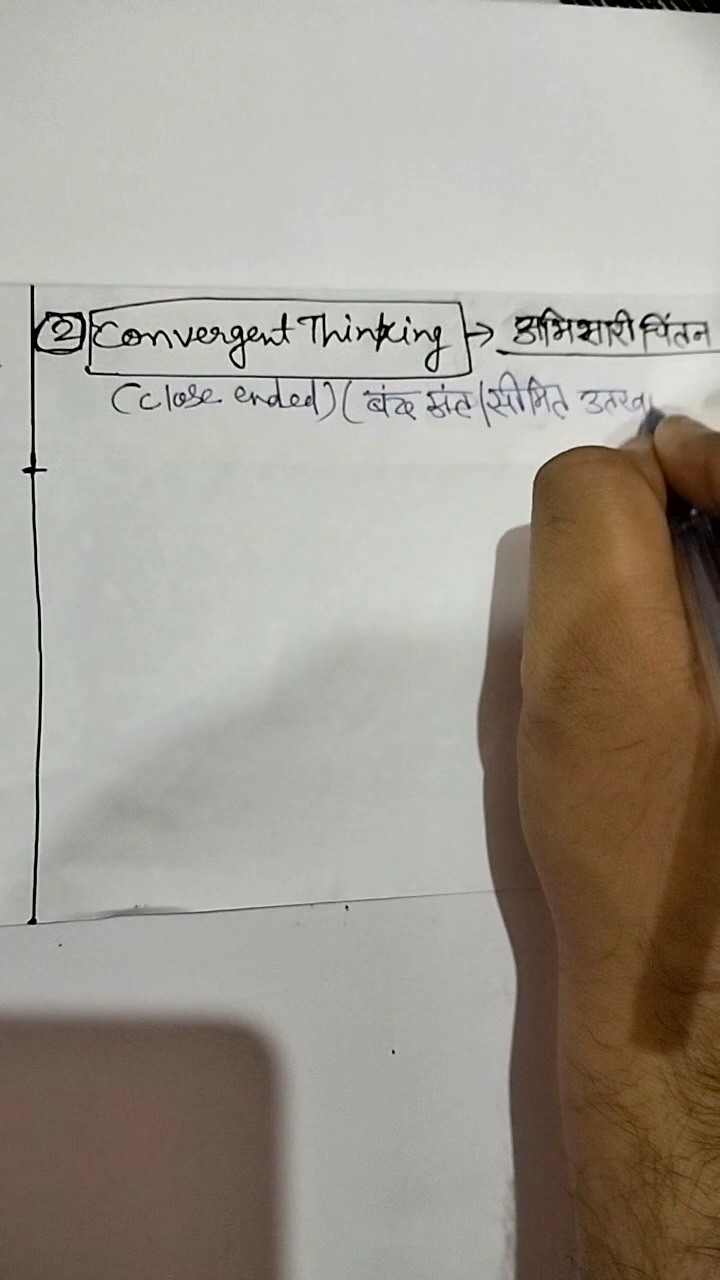 ② Convergent Thinking → अभिसारी चिंतन
(close ended) (बंद अंत/सीमित उत्तर